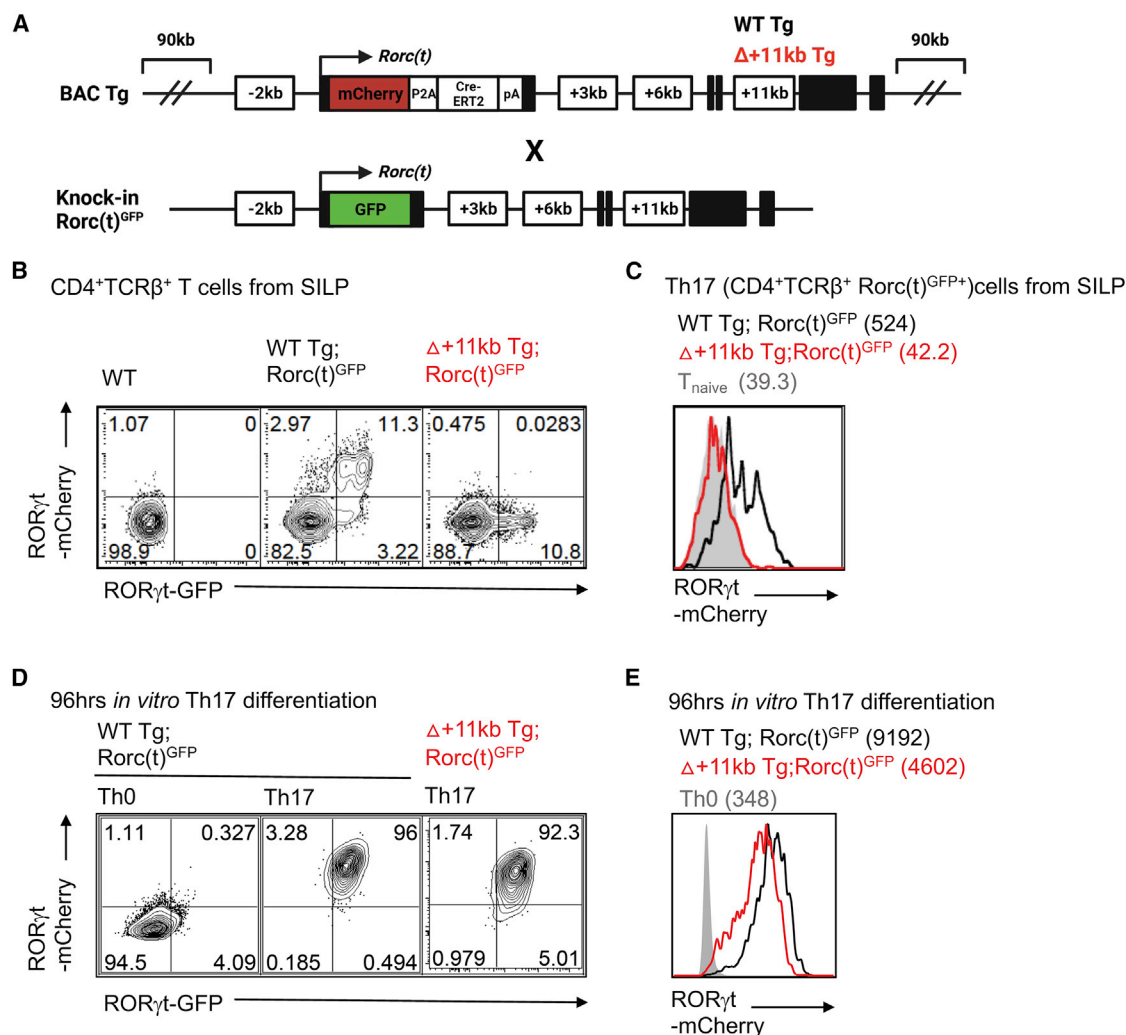 A
WT Tg
Δ+11kb Tg
90kb
90kb
Rorc(t)
BAC Tg
-2kb
mCherry
P2A
Cre-
ERT2
pA
+3kb
+6kb
+11kb
X
Rorc(t)
Knock-in
Rorc(t)GFP
-2kb
GFP
+3kb
+6kb
+11kb
B
CD4+TCRβ+ T cells from SILP
WT
WT Tg;
Rorc(t)GFP
Δ+11kb Tg;
Rorc(t)GFP
1.07
0
2.97
11.3
0.475
0.0283
98.9
0
82.5
3.22
88.7
10.8
RORγt
-mCherry
RORγt-GFP
C
Th17 (CD4+TCRβ+ Rorc(t)GFP+)cells from SILP
WT Tg; Rorc(t)GFP (524)
Δ+11kb Tg;Rorc(t)GFP (42.2)
Tnaive (39.3)
RORγt
-mCherry
D
96hrs in vitro Th17 differentiation
WT Tg;
Rorc(t)GFP
Δ+11kb Tg;
Rorc(t)GFP
Th0
Th17
Th17
1.11
0.327
3.28
96
1.74
92.3
94.5
4.09
0.185
0.494
0.979
5.01
RORγt
-mCherry
RORγt-GFP
E
96hrs in vitro Th17 differentiation
WT Tg; Rorc(t)GFP (9192)
Δ+11kb Tg;Rorc(t)GFP (4602)
Th0 (348)
RORγt
-mCherry